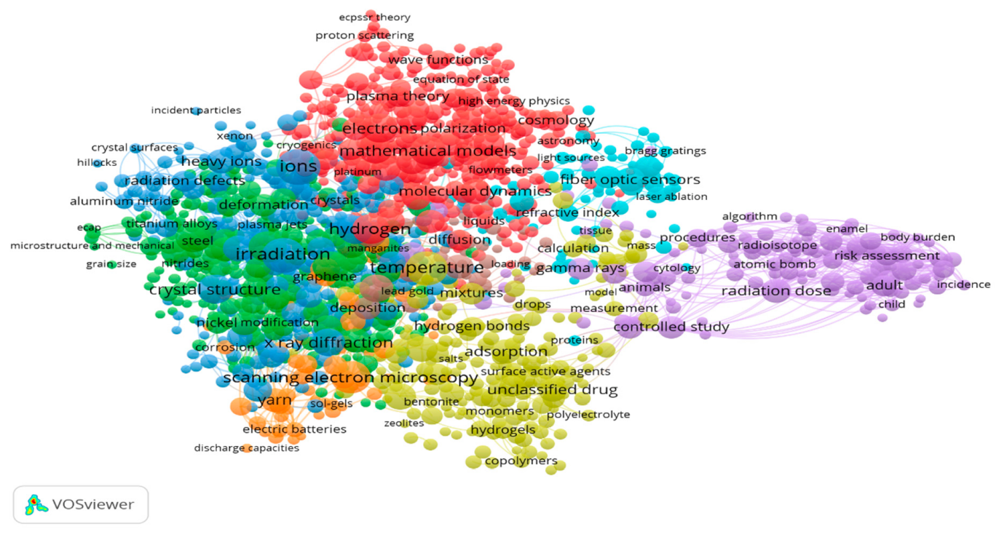 ecpssr theory
proton scattering
wave functions
equation of state
plasma theory
high energy physics
incident particles
cosmology
electrons
polarization
xenon
astronomy
cryogenics
crystal surfaces
mathematical models
bragg gratings
light sources
hillocks
heavy ions
ions
platinum
flowmeters
radiation defects
fiber optic sensors
molecular dynamics
laser ablation
aluminum nitride
deformation
crystals
refractive index
algorithm
liquids
titanium alloys
plasma jets
ecap
hydrogen
tissue
enamel
steel
diffusion
procedures
body burden
microstructure and mechanical
manganites
calculation
mass
radioisotope
irradiation
risk assessment
grain size
nitrides
temperature
loading
gamma rays
cytology
atomic bomb
graphene
crystal structure
lead gold
mixtures
model
animals
radiation dose
adult
incidence
deposition
drops
measurement
child
nickel modification
hydrogen bonds
controlled study
x ray diffraction
proteins
corrosion
adsorption
salts
scanning electron microscopy
surface active agents
unclassified drug
yarn
sol-gels
bentonite
monomers
polyelectrolyte
zeolites
electric batteries
hydrogels
discharge capacities
copolymers
VOSviewer